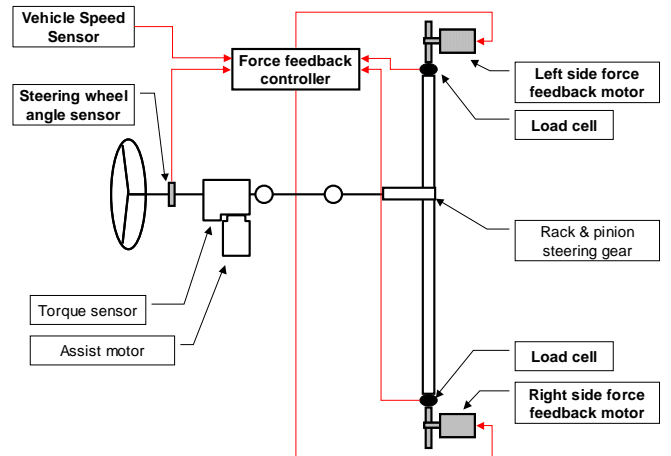 Vehicle Speed
Sensor
Force feedback
controller
Left side force
feedback motor
Steering wheel
angle sensor
Load cell
Rack & pinion
steering gear
Torque sensor
Assist motor
Load cell
Right side force
feedback motor